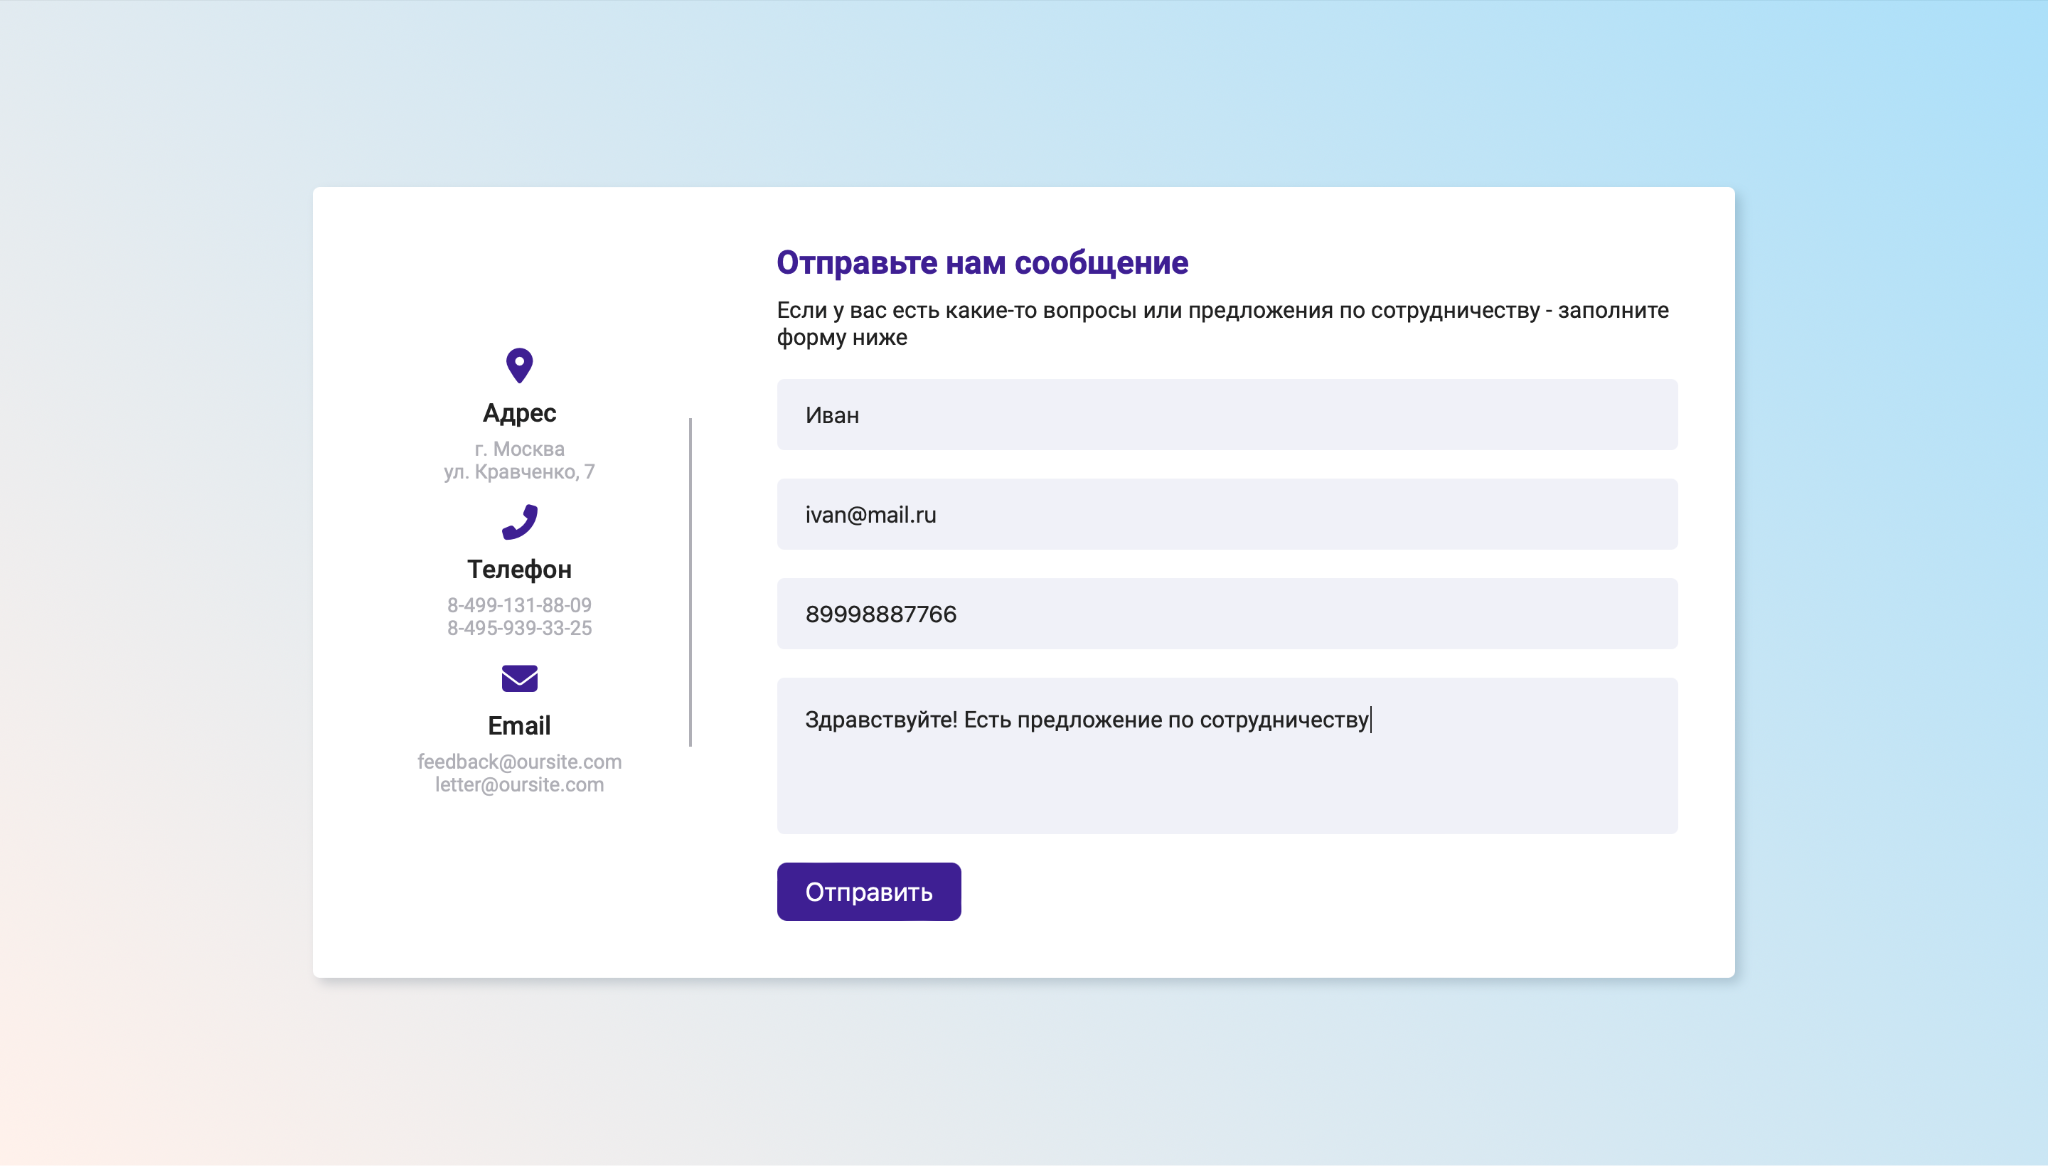 Отправьте нам сообщение
Если у вас есть какие-то вопросы или предложения по сотрудничеству - заполните
форму ниже
Адрес
г. Москва
ул. Кравченко, 7
Телефон
8-499-131-88-09
8-495-939-33-25
Email
feedback@oursite.com
letter@oursite.com
Иван
ivan@mail.ru
89998887766
Здравствуйте! Есть предложение по сотрудничеству
Отправить